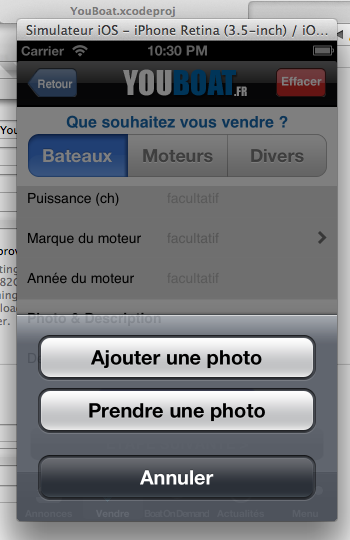 YouBoat.xcodeproj
Simulateur iOS - iPhone Retina (3.5-inch) / iO...
Carrier 10:30 PM
Retour YOUBOAT.FR Effacer
Que souhaitez vous vendre ?
Bateaux Moteurs Divers
Puissance (ch) facultatif
Marque du moteur facultatif
Année du moteur facultatif
Photo & Description
Ajouter une photo
Prendre une photo
Annuler
Annonces Vendre BoatOnDemand Actualités Menu